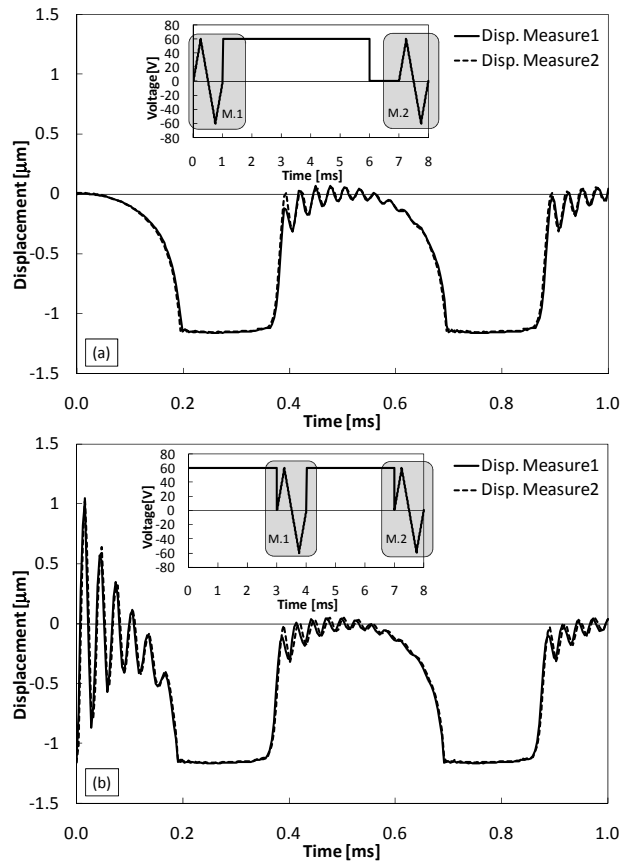 Disp. Measure1
Disp. Measure2
Voltage[V]
80
60
40
20
0
-20
-40
-60
-80
M.1
M.2
0 1 2 3 4 5 6 7 8
Time [ms]
Displacement [μm]
1.5
1
0.5
0
-0.5
-1
-1.5
(a)
0.0 0.2 0.4 0.6 0.8 1.0
Time [ms]
Disp. Measure1
Disp. Measure2
Voltage[V]
80
60
40
20
0
-20
-40
-60
-80
M.1
M.2
0 1 2 3 4 5 6 7 8
Time [ms]
Displacement [μm]
1.5
1
0.5
0
-0.5
-1
-1.5
(b)
0.0 0.2 0.4 0.6 0.8 1.0
Time [ms]